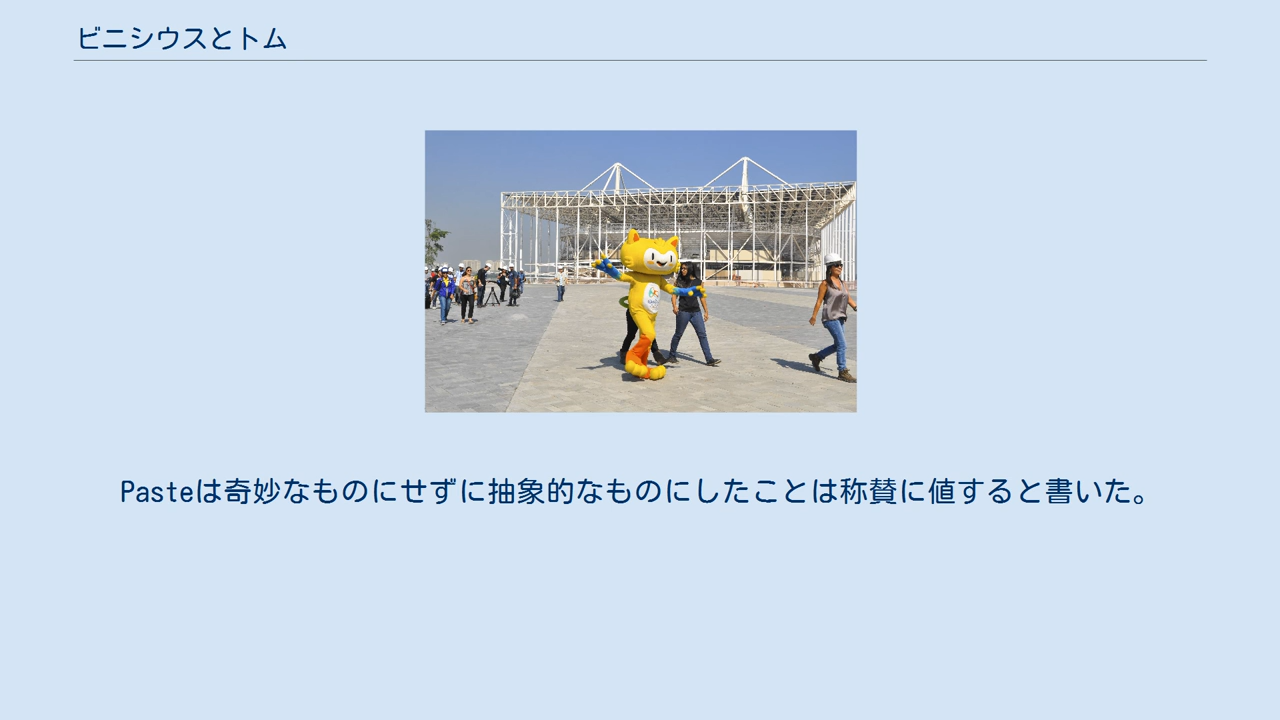 ビニシウスとトム
Pasteは奇妙なものにせずに抽象的なものにしたことは称賛に値すると書いた。